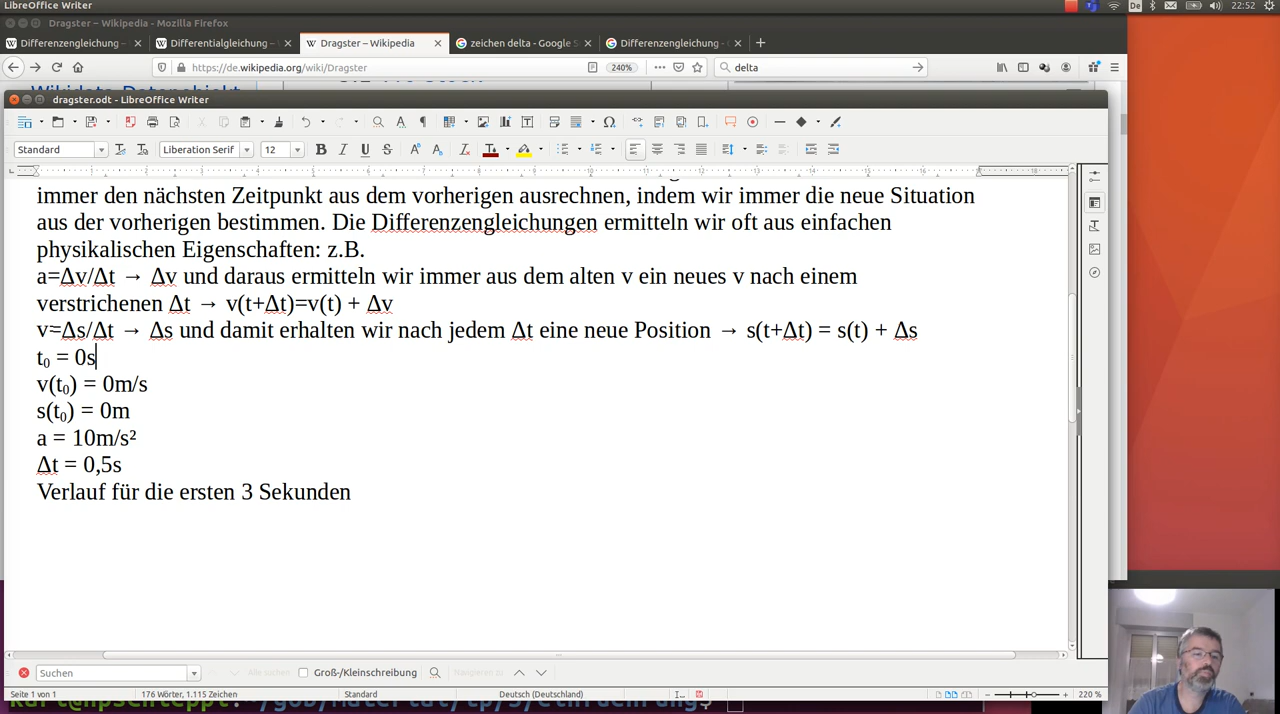 LibreOffice Writer
De
22:52
Dragster – Wikipedia - Mozilla Firefox
Differenzengleichung –
Differentialgleichung –
Dragster – Wikipedia
zeichen delta - Google S
Differenzengleichung -
https://de.wikipedia.org/wiki/Dragster
240%
delta
dragster.odt - LibreOffice Writer
Standard
Liberation Serif
12
immer den nächsten Zeitpunkt aus dem vorherigen ausrechnen, indem wir immer die neue Situation
aus der vorherigen bestimmen. Die Differenzengleichungen ermitteln wir oft aus einfachen
physikalischen Eigenschaften: z.B.
a=Δv/Δt → Δv und daraus ermitteln wir immer aus dem alten v ein neues v nach einem
verstrichenen Δt → v(t+Δt)=v(t) + Δv
v=Δs/Δt → Δs und damit erhalten wir nach jedem Δt eine neue Position → s(t+Δt) = s(t) + Δs
t₀ = 0s
v(t₀) = 0m/s
s(t₀) = 0m
a = 10m/s²
Δt = 0,5s
Verlauf für die ersten 3 Sekunden
Suchen
Alle suchen
Groß-/Kleinschreibung
Navigieren zu
Seite 1 von 1
176 Wörter, 1.115 Zeichen
Standard
Deutsch (Deutschland)
220 %